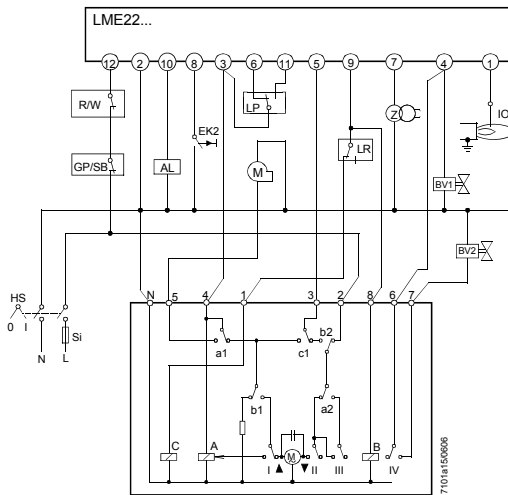 LME22...
12 2 10 8 3 6 11 5 9 7 4 1
R/W
EK2
LP
Z
IO
GP/SB
AL
M
LR
BV1
BV2
HS
0 I
Si
N L
N 5 4 1 3 2 8 6 7
a1 c1 b2
b1 a2
C A I M II III B IV
7101a15/0606